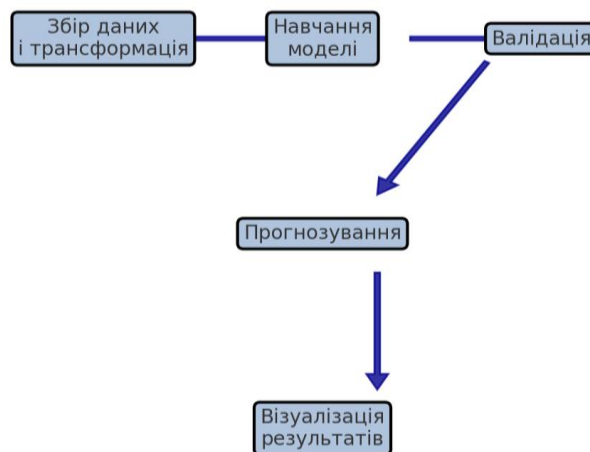 Збір даних
і трансформація
Навчання
моделі
Валідація
Прогнозування
Візуалізація
результатів